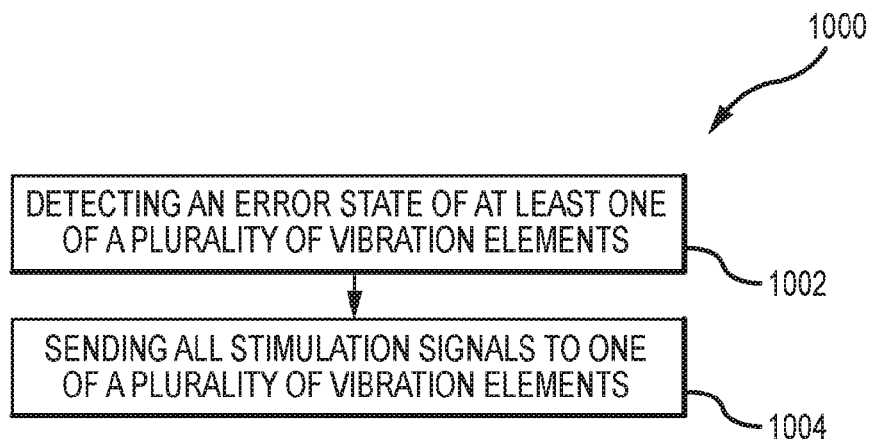 1000
DETECTING AN ERROR STATE OF AT LEAST ONE
OF A PLURALITY OF VIBRATION ELEMENTS
1002
SENDING ALL STIMULATION SIGNALS TO ONE
OF A PLURALITY OF VIBRATION ELEMENTS
1004